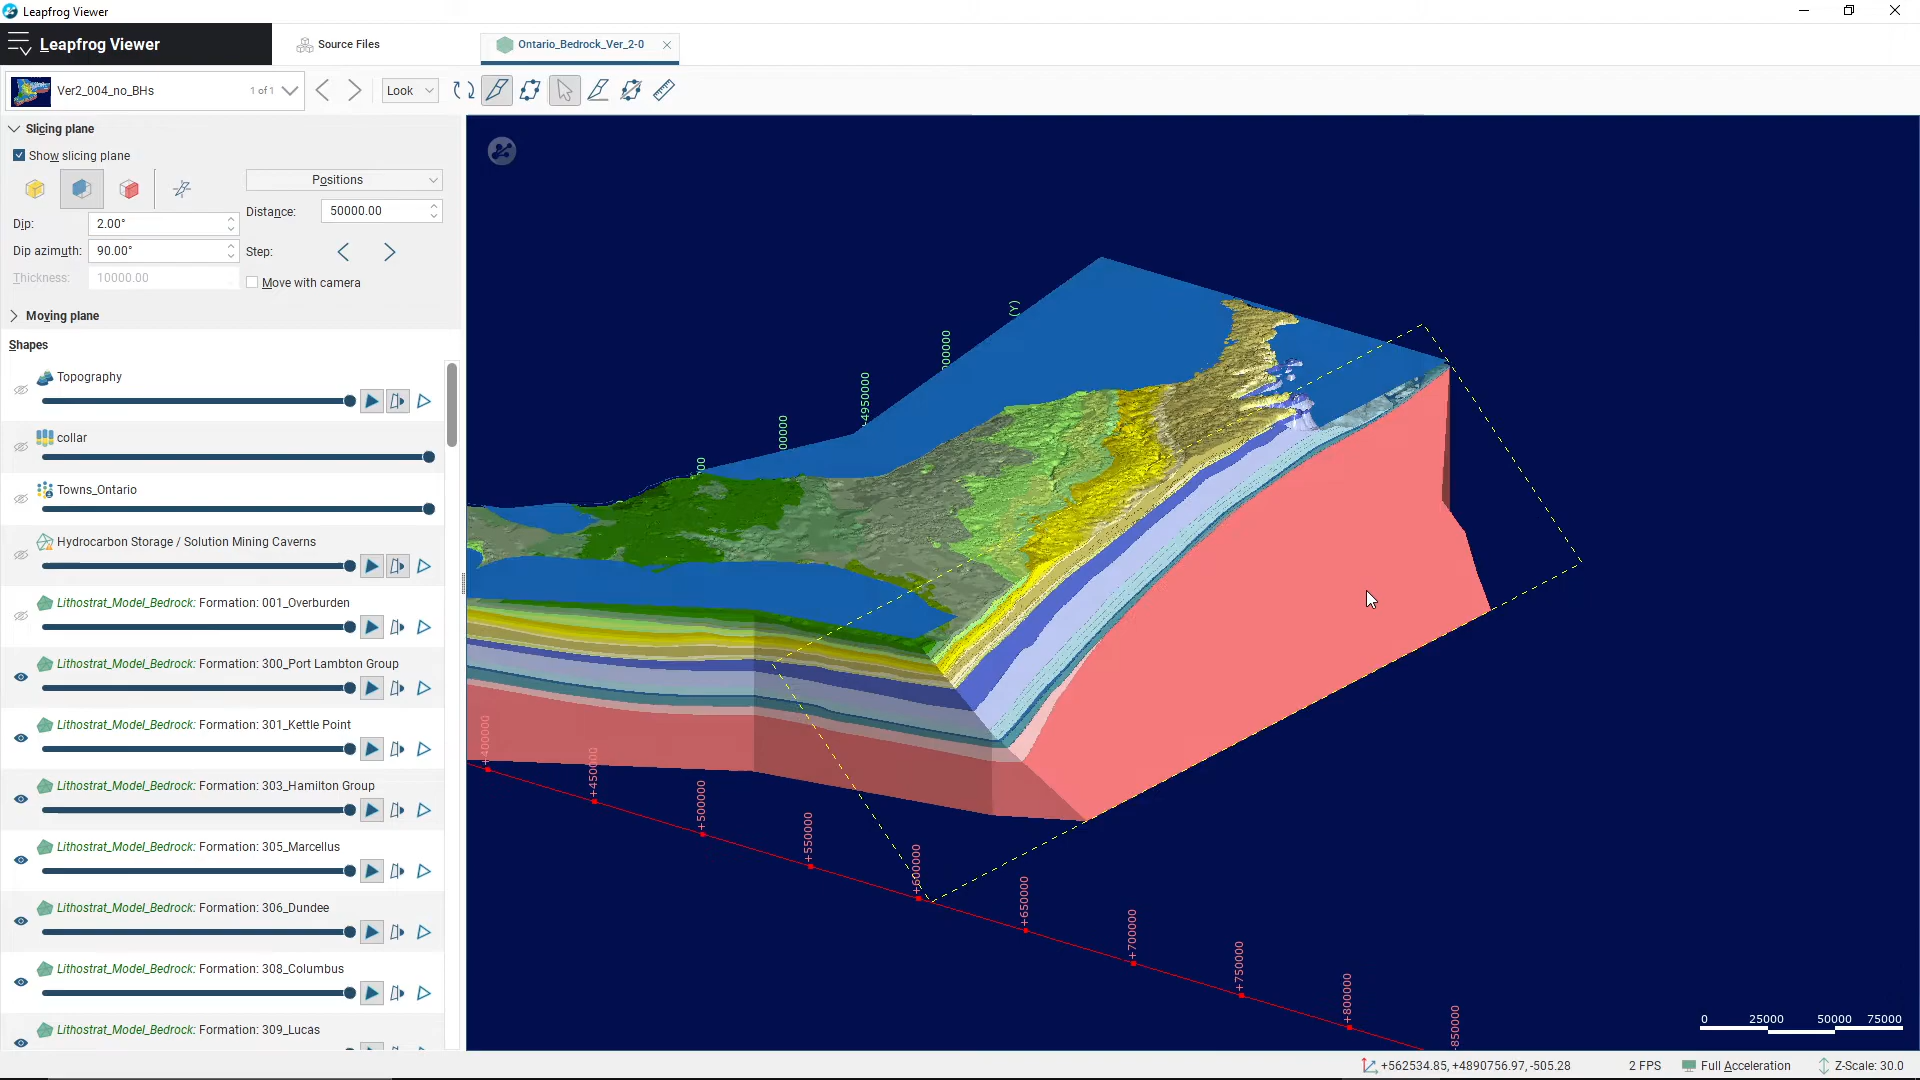 Leapfrog Viewer
Leapfrog Viewer
Source Files
Ontario_Bedrock_Ver_2-0
Ver2_004_no_BHs
1 of 1
Look
Slicing plane
Show slicing plane
Positions
Distance:
50000.00
Dip:
2.00°
Dip azimuth:
90.00°
Step:
Thickness:
10000.00
Move with camera
Moving plane
Shapes
Topography
collar
Towns_Ontario
Hydrocarbon Storage / Solution Mining Caverns
Lithostrat_Model_Bedrock: Formation: 001_Overburden
Lithostrat_Model_Bedrock: Formation: 300_Port Lambton Group
Lithostrat_Model_Bedrock: Formation: 301_Kettle Point
Lithostrat_Model_Bedrock: Formation: 303_Hamilton Group
Lithostrat_Model_Bedrock: Formation: 305_Marcellus
Lithostrat_Model_Bedrock: Formation: 306_Dundee
Lithostrat_Model_Bedrock: Formation: 308_Columbus
Lithostrat_Model_Bedrock: Formation: 309_Lucas
(Y)
+4950000
+400000
+450000
+500000
+550000
+600000
+650000
+700000
+750000
+800000
+850000
0 25000 50000 75000
+562534.85, +4890756.97, -505.28
2 FPS
Full Acceleration
Z-Scale: 30.0